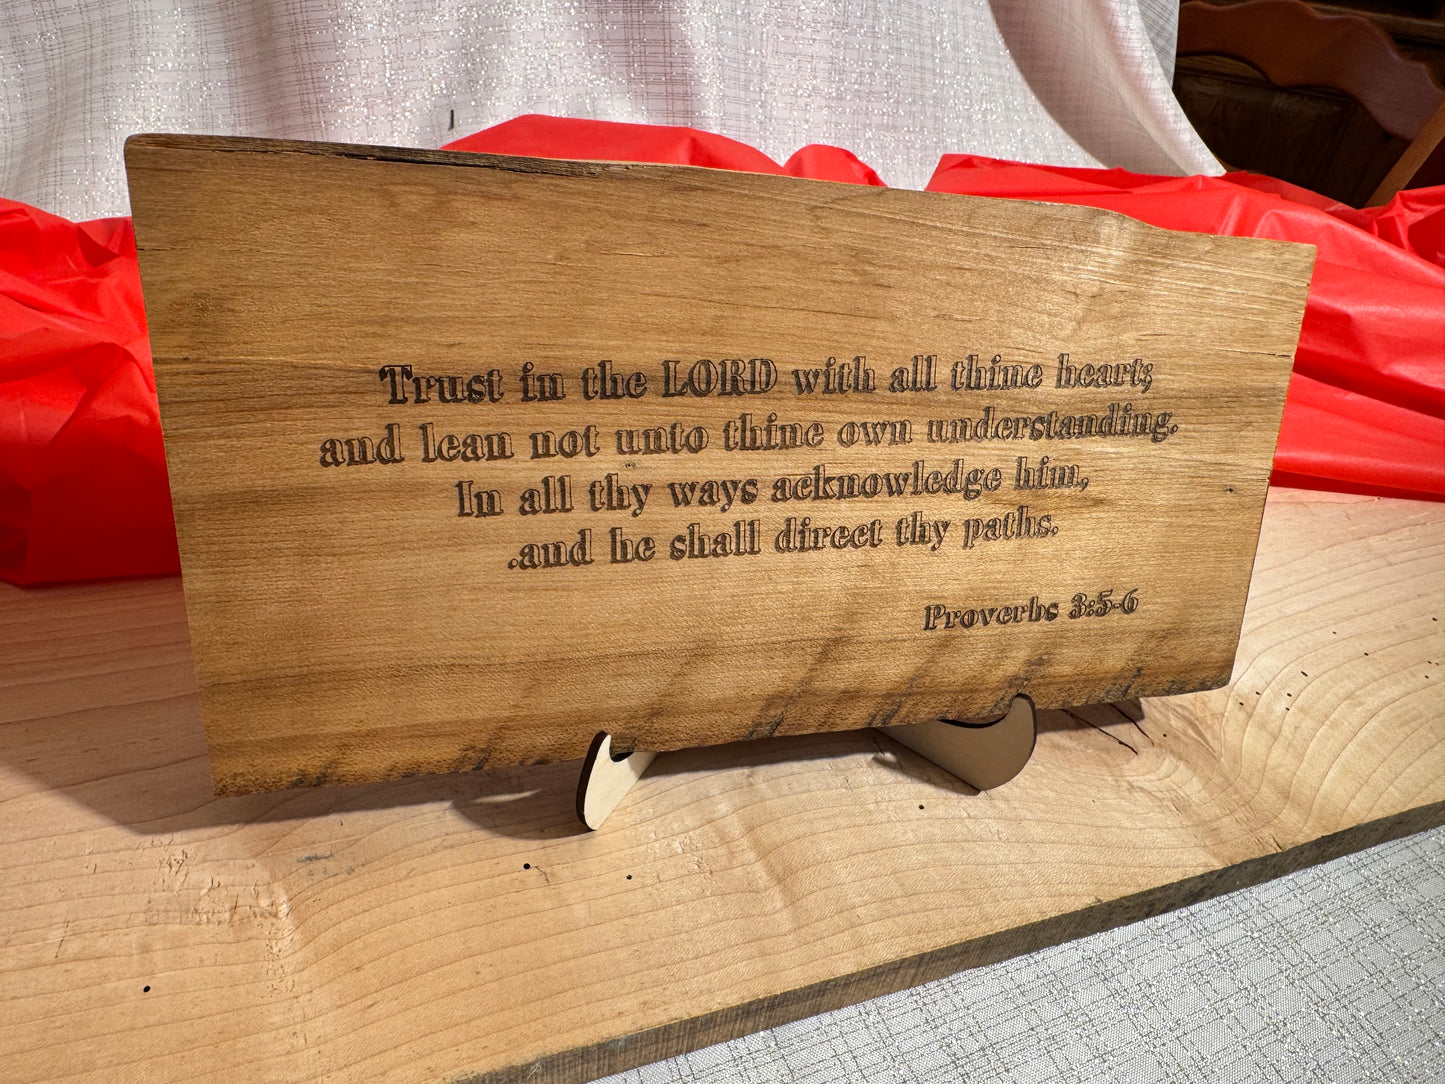 Trust in the LORD with all thine heart;
and lean not unto thine own understanding.
In all thy ways acknowledge him,
.and he shall direct thy paths.
Proverbs 3:5-6